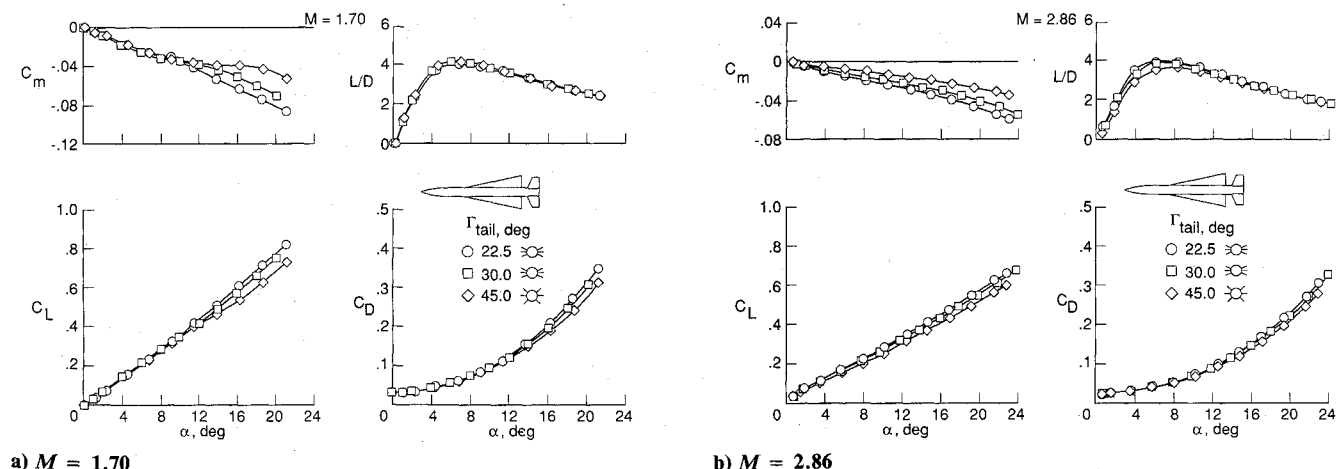 M = 1.70
0
-.04
-.08
-.12
C_m
6
4
2
0
L/D
1.0
.8
.6
.4
.2
0
C_L
0 4 8 12 16 20 24
α, deg
.5
.4
.3
.2
.1
0
C_D
4 8 12 16 20 24
α, deg
Γtail, deg
22.5
30.0
45.0
a) M = 1.70
M = 2.86
.04
0
-.04
-.08
C_m
6
4
2
0
L/D
1.0
.8
.6
.4
.2
0
C_L
4 8 12 16 20 24
α, deg
.5
.4
.3
.2
.1
0
C_D
4 8 12 16 20 24
α, deg
Γtail, deg
22.5
30.0
45.0
b) M = 2.86